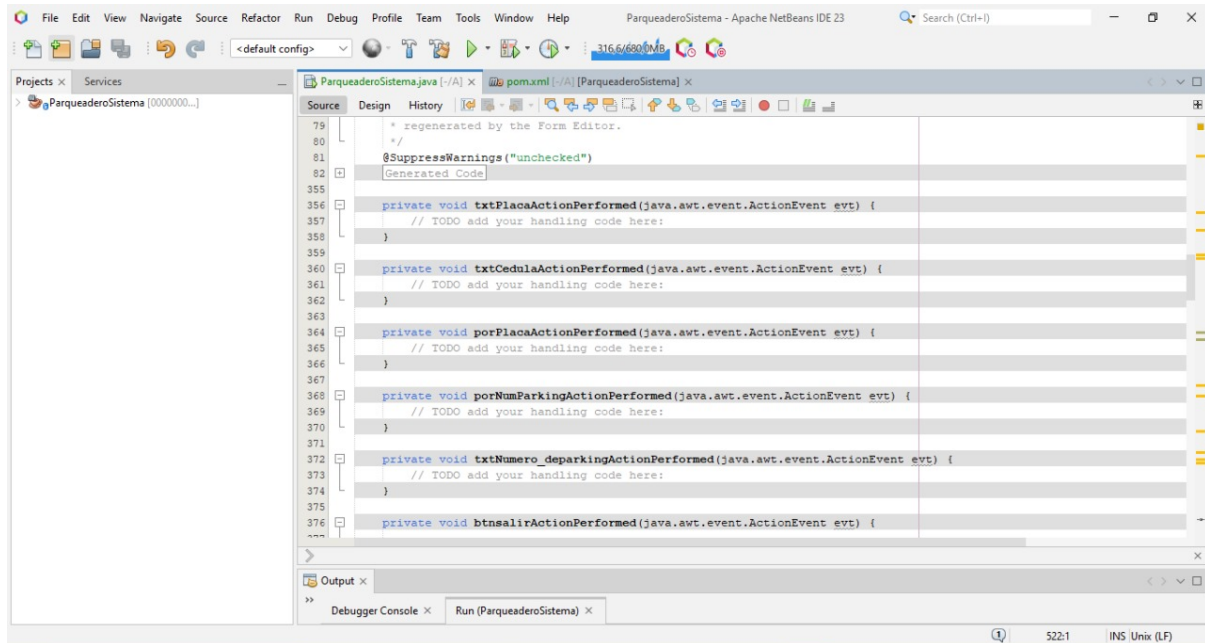 File Edit View Navigate Source Refactor Run Debug Profile Team Tools Window Help ParqueaderoSistema - Apache NetBeans IDE 23 Search (Ctrl+I)
<default config> 316,6/680,0MB
Projects Services
ParqueaderoSistema.java [-/A] pom.xml [-/A] [ParqueaderoSistema]
ParqueaderoSistema [0000000...]
Source Design History
79 * regenerated by the Form Editor.
80 */
81 @SuppressWarnings("unchecked")
82 Generated Code
355
356 private void txtPlacaActionPerformed(java.awt.event.ActionEvent evt) {
357 // TODO add your handling code here:
358 }
359
360 private void txtCedulaActionPerformed(java.awt.event.ActionEvent evt) {
361 // TODO add your handling code here:
362 }
363
364 private void porPlacaActionPerformed(java.awt.event.ActionEvent evt) {
365 // TODO add your handling code here:
366 }
367
368 private void porNumParkingActionPerformed(java.awt.event.ActionEvent evt) {
369 // TODO add your handling code here:
370 }
371
372 private void txtNumero_deparkingActionPerformed(java.awt.event.ActionEvent evt) {
373 // TODO add your handling code here:
374 }
375
376 private void btnsalirActionPerformed(java.awt.event.ActionEvent evt) {
Output
Debugger Console Run (ParqueaderoSistema)
1 522:1 INS Unix (LF)